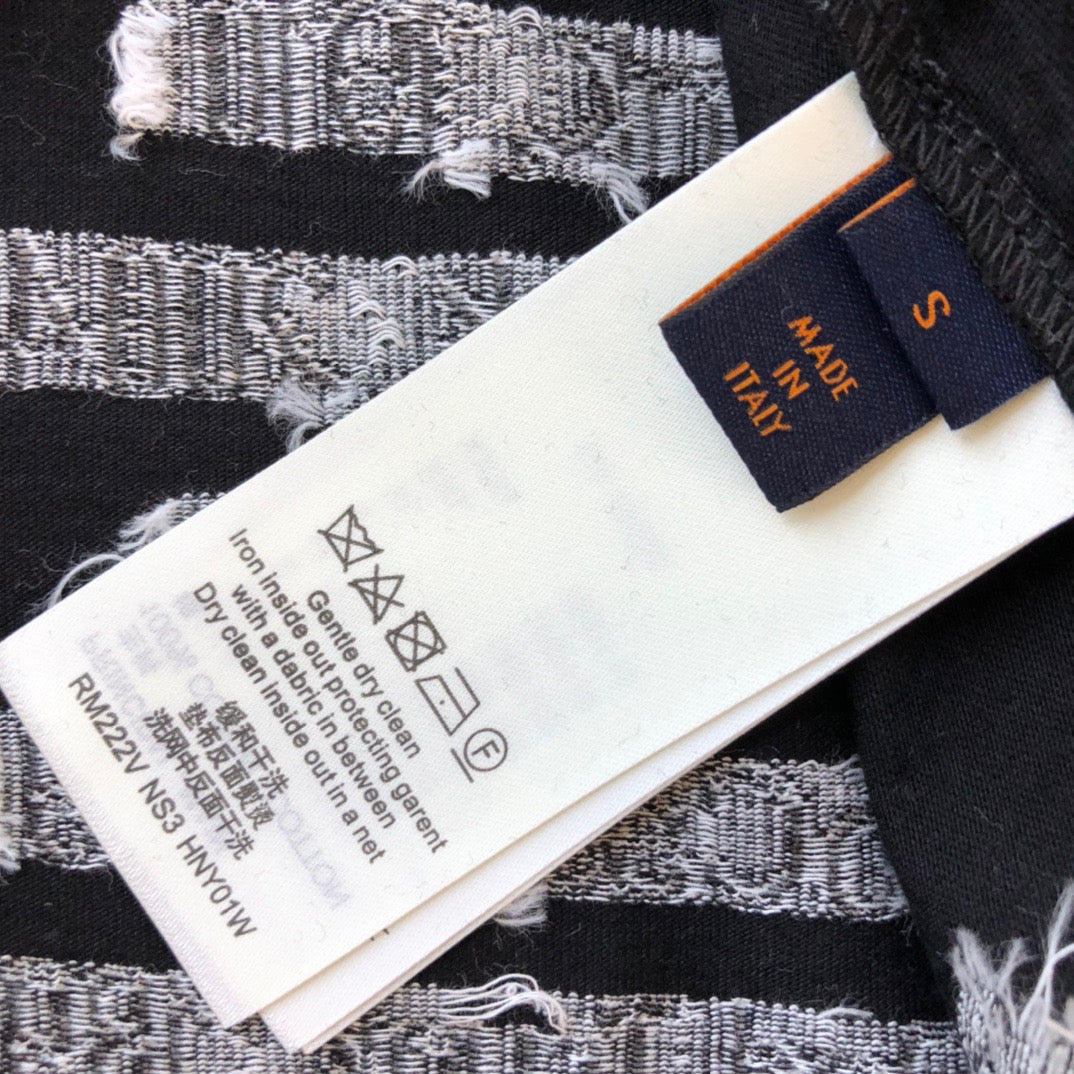 S
MADE
IN
ITALY
F
Gentle dry clean
Iron inside out protecting garent
with a dabric in between
Dry clean inside out in a net
缓和干洗
垫布反面熨烫
洗网中反面干洗
RM222V NS3 HNY01W